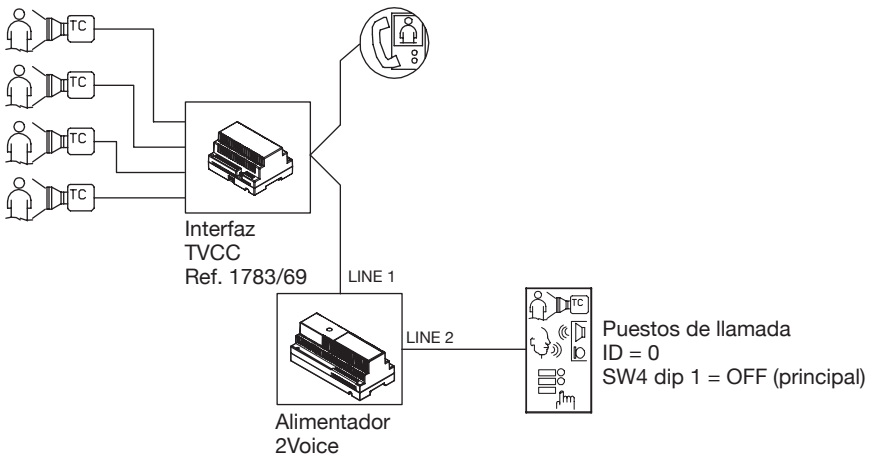 TC
TC
TC
TC
Interfaz
TVCC
Ref. 1783/69
LINE 1
LINE 2
TC
Puestos de llamada
ID = 0
SW4 dip 1 = OFF (principal)
Alimentador
2Voice